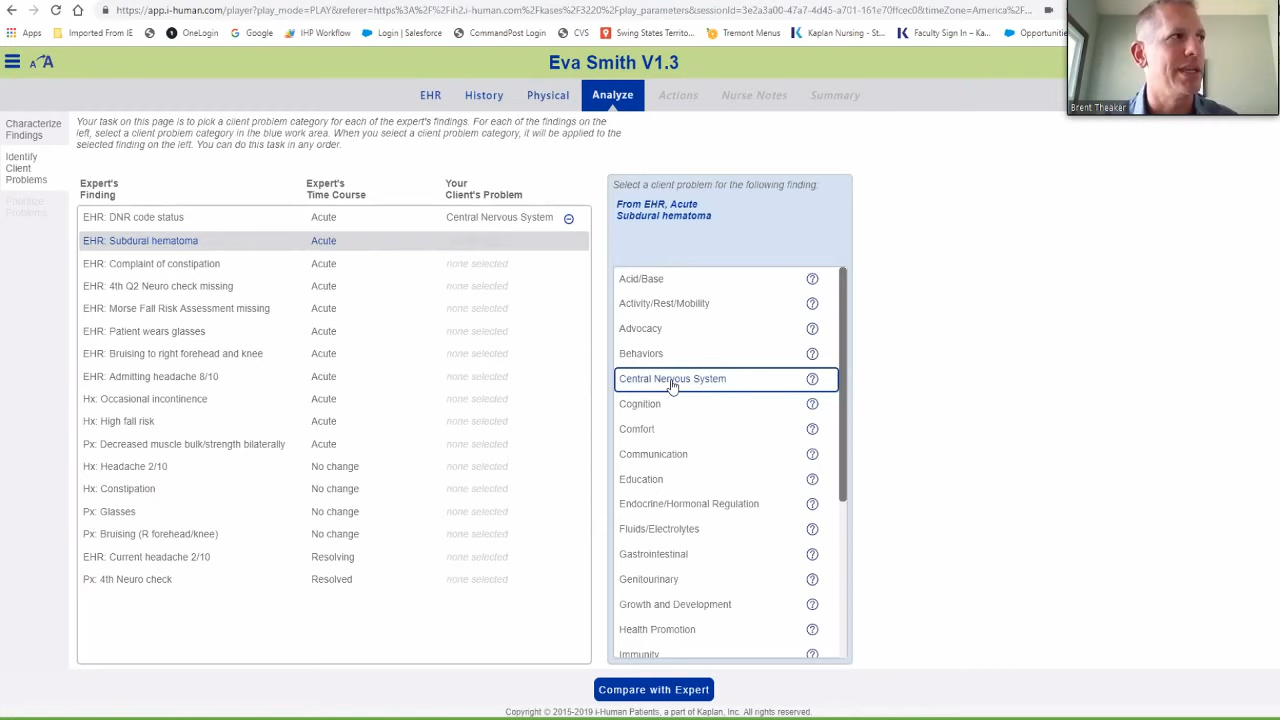 https://app.i-human.com/player?play_mode=PLAY&referer=https%3A%2F%2Fih2.i-human.com%2Fkases%2F3220%2Fplay_parameters&sessionId=3e2a3a00-47a7-4d45-a701-161e70ffcec0&timeZone=America%2F...
Apps Imported From IE OneLogin Google IHP Workflow Login | Salesforce CommandPost Login CVS Swing States Territo... Tremont Menus Kaplan Nursing - K... Faculty Sign In – Ka... Opportunitie
Brent Theaker
AA Eva Smith V1.3
EHR History Physical Analyze Actions Nurse Notes Summary
Characterize
Findings
Identify
Client
Problems
Prioritize
Problems
Your task on this page is to pick a client problem category for each of your client's findings. For each of the findings on the
left, select a client problem category in the blue work area. When you select a client problem category, it will be applied to the
selected finding on the left. You can do this task in any order.
Expert's Expert's Your
Finding Time Course Client's Problem
EHR: DNR code status Acute Central Nervous System
EHR: Subdural hematoma Acute
EHR: Complaint of constipation Acute none selected
EHR: 4th Q2 Neuro check missing Acute none selected
EHR: Morse Fall Risk Assessment missing Acute none selected
EHR: Patient wears glasses Acute none selected
EHR: Bruising to right forehead and knee Acute none selected
EHR: Admitting headache 8/10 Acute none selected
Hx: Occasional incontinence Acute none selected
Hx: High fall risk Acute none selected
Px: Decreased muscle bulk/strength bilaterally Acute none selected
Hx: Headache 2/10 No change none selected
Hx: Constipation No change none selected
Px: Glasses No change none selected
Px: Bruising (R forehead/knee) No change none selected
EHR: Current headache 2/10 Resolving none selected
Px: 4th Neuro check Resolved none selected
Select a client problem for the following finding:
From EHR, Acute
Subdural hematoma
Acid/Base ?
Activity/Rest/Mobility ?
Advocacy ?
Behaviors ?
Central Nervous System ?
Cognition ?
Comfort ?
Communication ?
Education ?
Endocrine/Hormonal Regulation ?
Fluids/Electrolytes ?
Gastrointestinal ?
Genitourinary ?
Growth and Development ?
Health Promotion ?
Immunity ?
Compare with Expert
Copyright © 2015-2019 i-Human Patients, a part of Kaplan, Inc. All rights reserved.